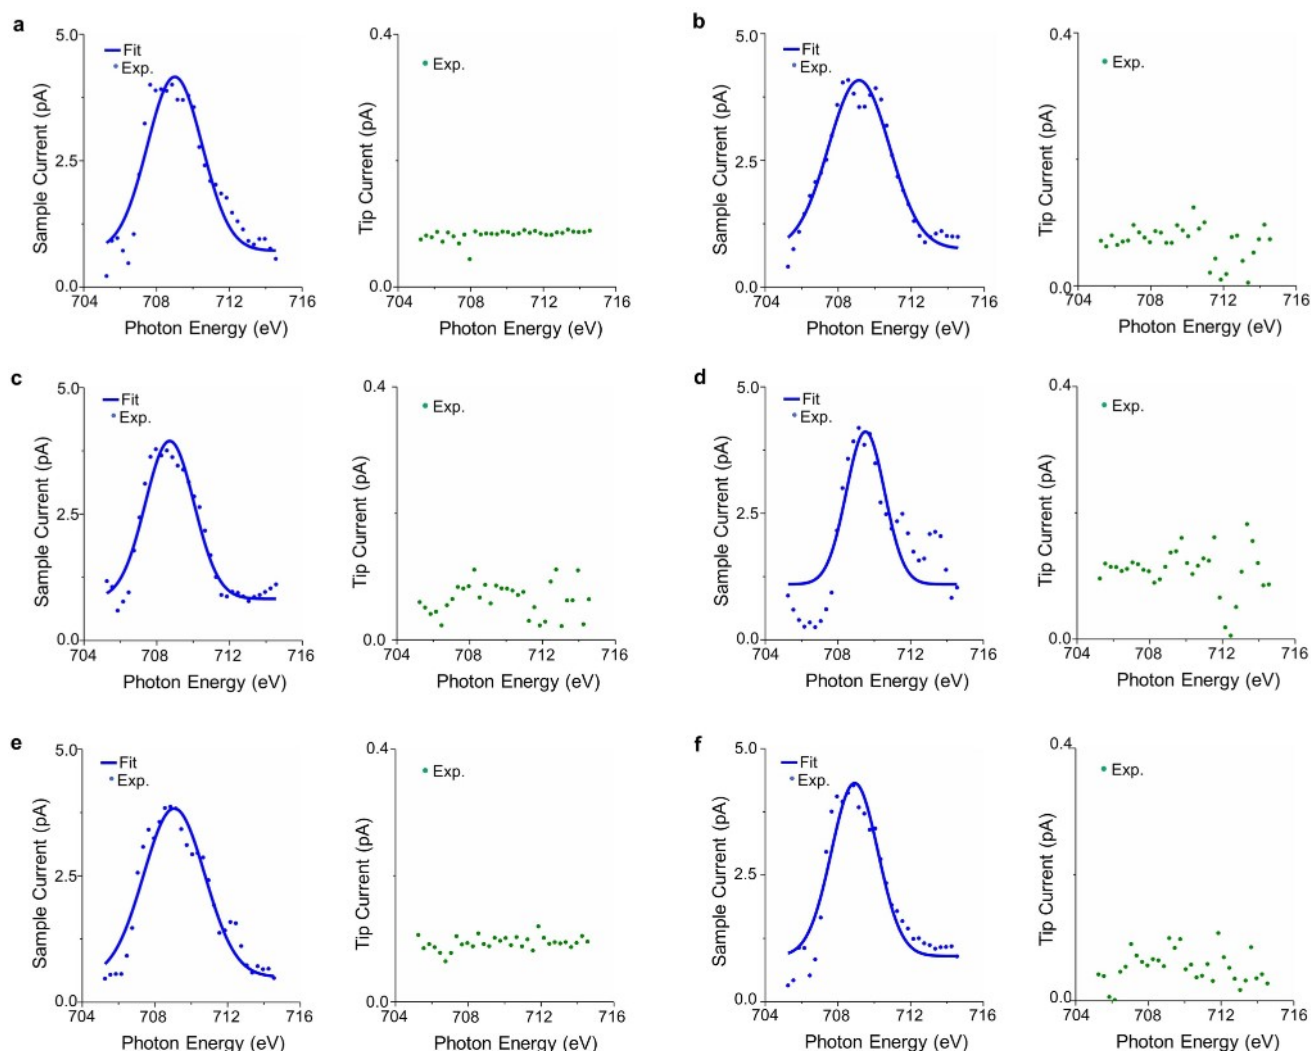 a
5.0
Fit
Exp.
2.5
0.0
704 708 712 716
Sample Current (pA)
Photon Energy (eV)
0.4
Exp.
Tip Current (pA)
0.0
704 708 712 716
Photon Energy (eV)
b
5.0
Fit
Exp.
2.5
0.0
704 708 712 716
Sample Current (pA)
Photon Energy (eV)
0.4
Exp.
Tip Current (pA)
0.0
704 708 712 716
Photon Energy (eV)
c
5.0
Fit
Exp.
2.5
0.0
704 708 712 716
Sample Current (pA)
Photon Energy (eV)
0.4
Exp.
Tip Current (pA)
0.0
704 708 712 716
Photon Energy (eV)
d
5.0
Fit
Exp.
2.5
0.0
704 708 712 716
Sample Current (pA)
Photon Energy (eV)
0.4
Exp.
Tip Current (pA)
0.0
704 708 712 716
Photon Energy (eV)
e
5.0
Fit
Exp.
2.5
0.0
704 708 712 716
Sample Current (pA)
Photon Energy (eV)
0.4
Exp.
Tip Current (pA)
0.0
704 708 712 716
Photon Energy (eV)
f
5.0
Fit
Exp.
2.5
0.0
704 708 712 716
Sample Current (pA)
Photon Energy (eV)
0.4
Exp.
Tip Current (pA)
0.0
704 708 712 716
Photon Energy (eV)